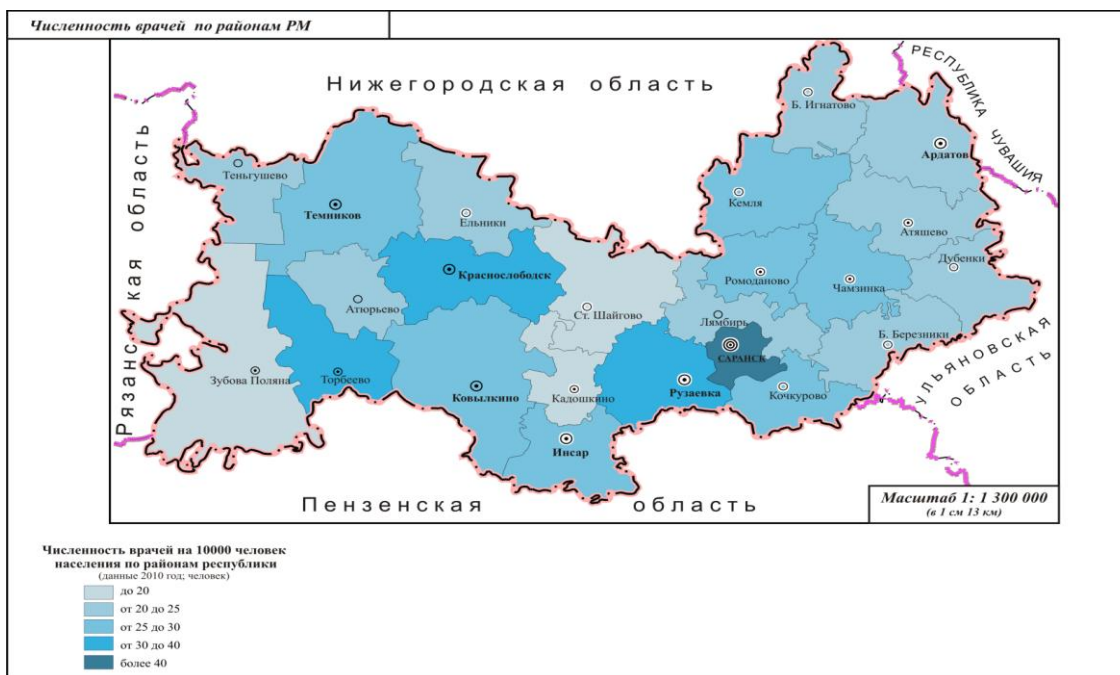 Численность врачей по районам РМ
Нижегородская область
РЕСПУБЛИКА ЧУВАШИЯ
Рязанская область
Б. Игнатово
Ардатов
Теньгушево
Темников
Ельники
Кемля
Атяшево
Дубенки
Краснослободск
Ромоданово
Чамзинка
Атюрьево
Ст. Шайгово
Лямбирь
Б. Березники
САРАНСК
Зубова Поляна
Торбеево
Ковылкино
Кадошкино
Рузаевка
Кочкурово
УЛЬЯНОВСКАЯ
ОБЛАСТЬ
Инсар
Пензенская область
Масштаб 1: 1 300 000
(в 1 см 13 км)
Численность врачей на 10000 человек
населения по районам республики
(данные 2010 год; человек)
до 20
от 20 до 25
от 25 до 30
от 30 до 40
более 40